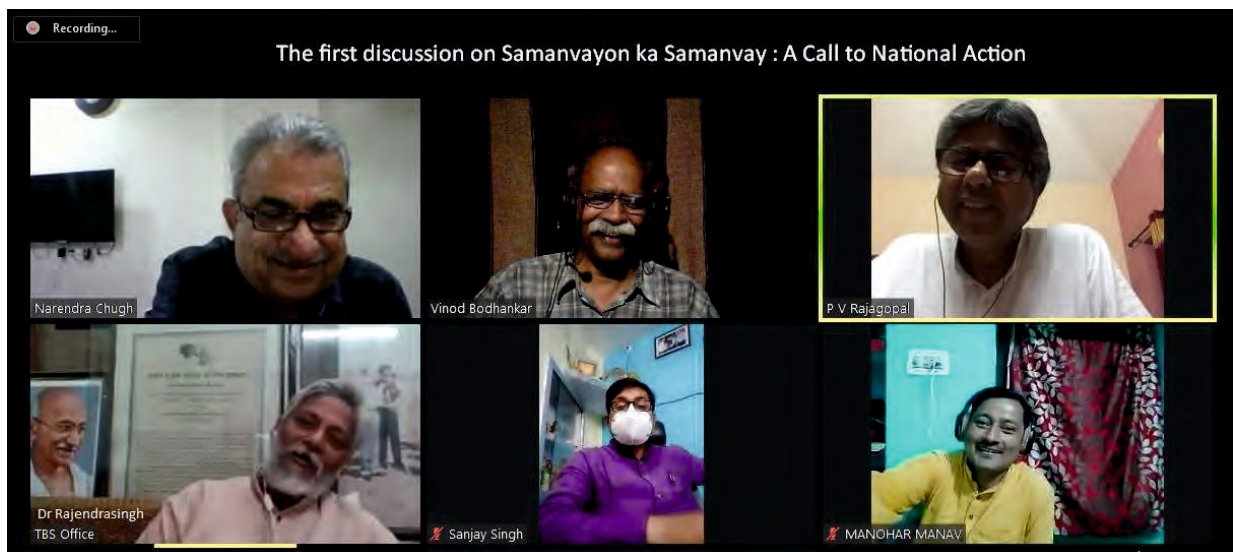 Recording...
The first discussion on Samanvayon ka Samanvay : A Call to National Action
Narendra Chugh
Vinod Bodhankar
P V Rajagopal
Dr Rajendrasingh
TBS Office
Sanjay Singh
MANOHAR MANAV